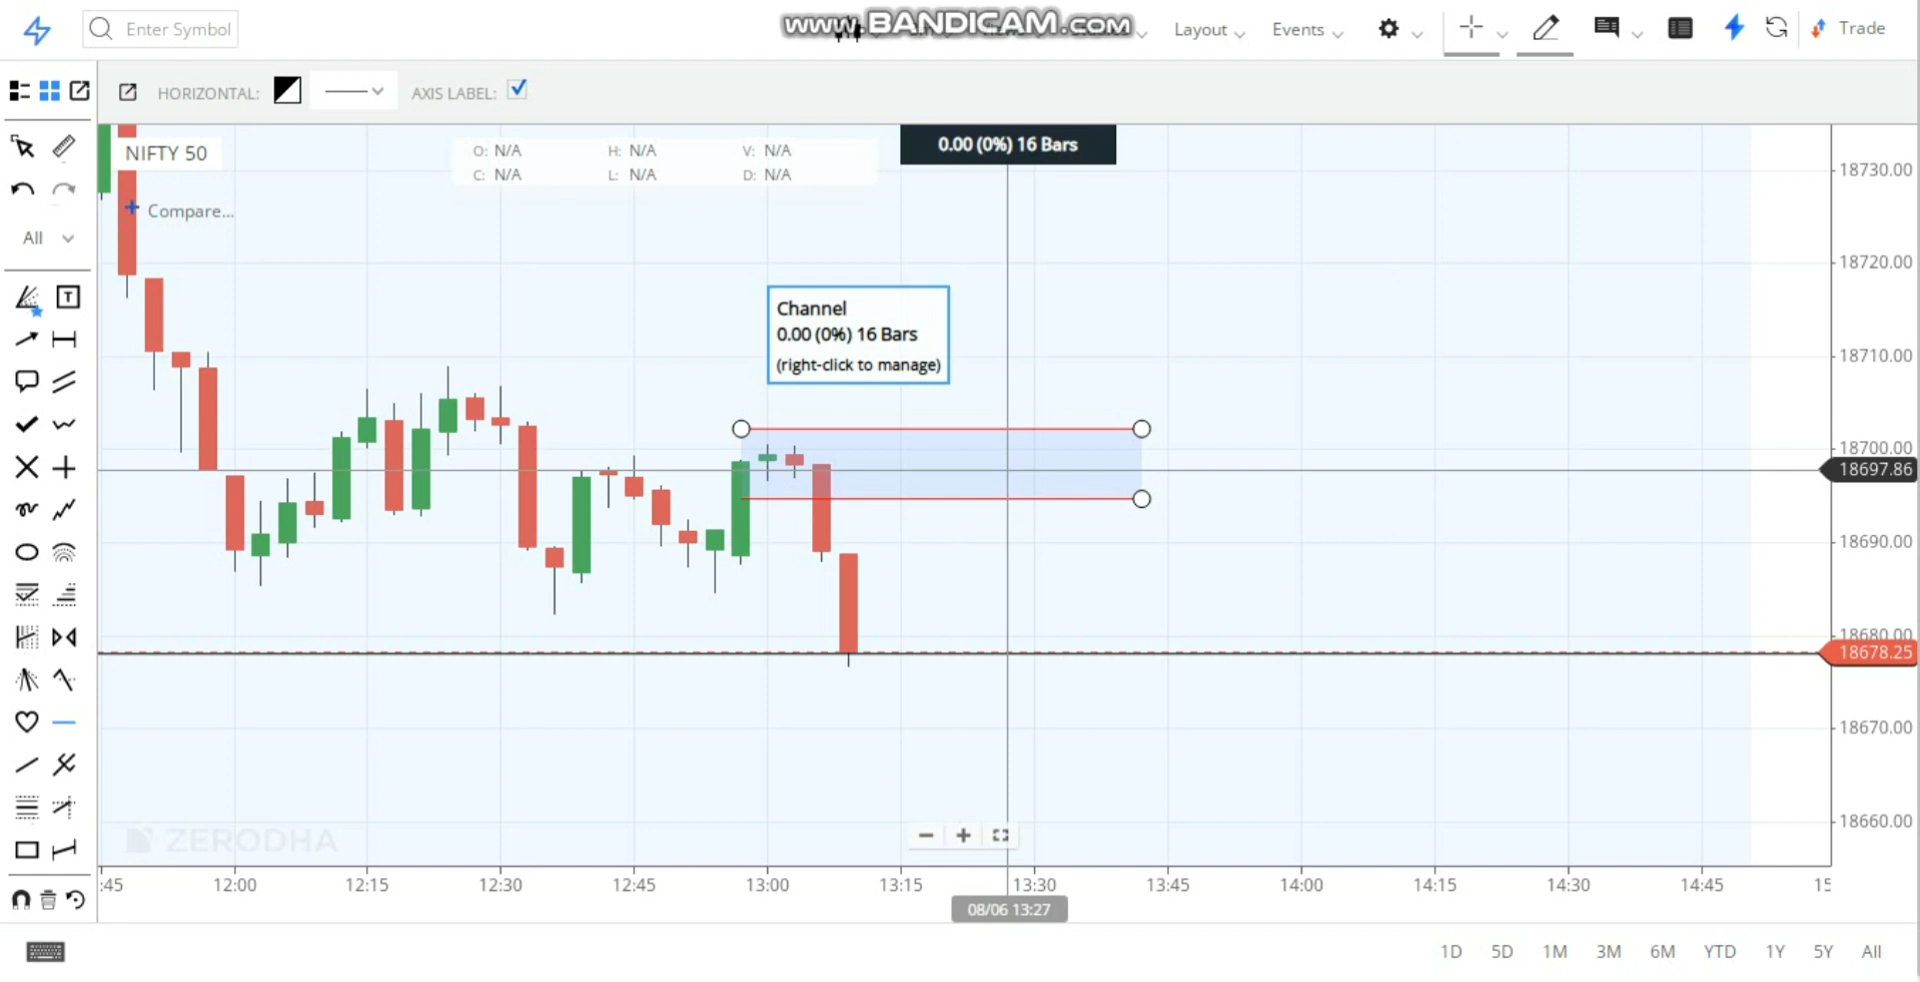 Enter Symbol
www.BANDICAM.com
Layout
Events
Trade
HORIZONTAL:
AXIS LABEL:
NIFTY 50
O: N/A
H: N/A
V: N/A
C: N/A
L: N/A
D: N/A
0.00 (0%) 16 Bars
Compare...
All
Channel
0.00 (0%) 16 Bars
(right-click to manage)
18730.00
18720.00
18710.00
18700.00
18697.86
18690.00
18680.00
18678.25
18670.00
18660.00
T
ZERODHA
:45
12:00
12:15
12:30
12:45
13:00
13:15
13:30
13:45
14:00
14:15
14:30
14:45
08/06 13:27
1D
5D
1M
3M
6M
YTD
1Y
5Y
All